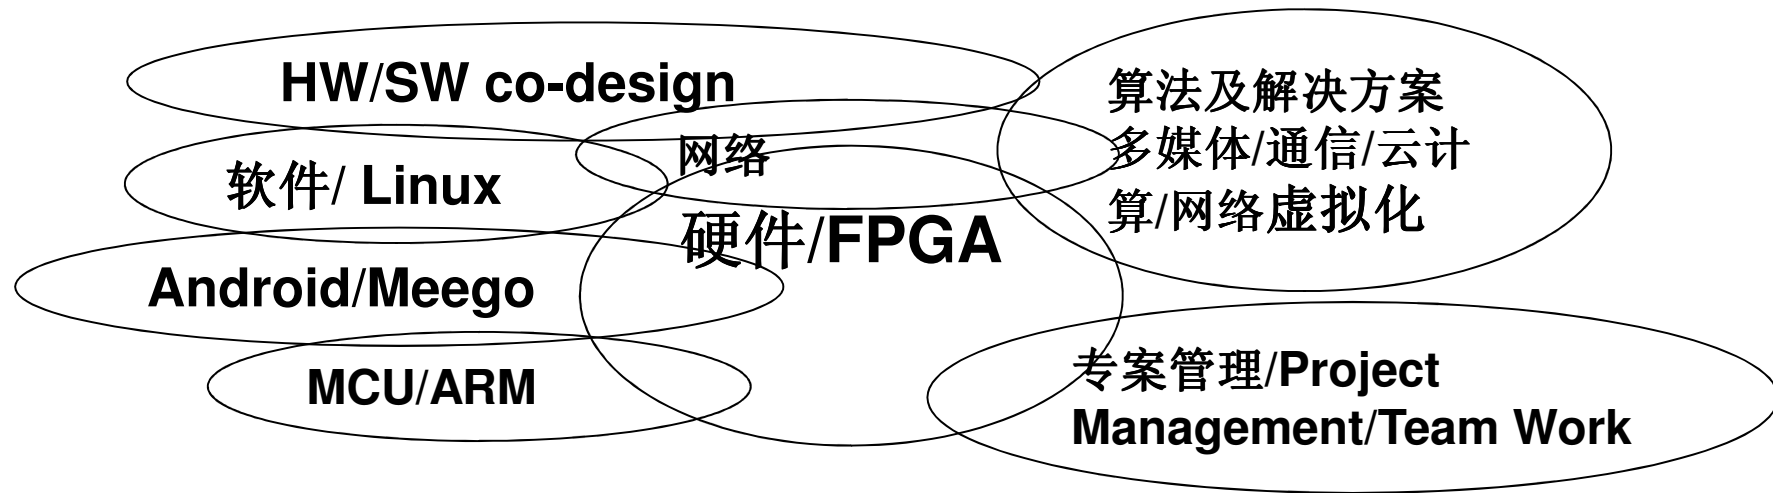 HW/SW co-design
网络
软件/ Linux
硬件/FPGA
Android/Meego
MCU/ARM
算法及解决方案
多媒体/通信/云计
算/网络虚拟化
专案管理/Project
Management/Team Work